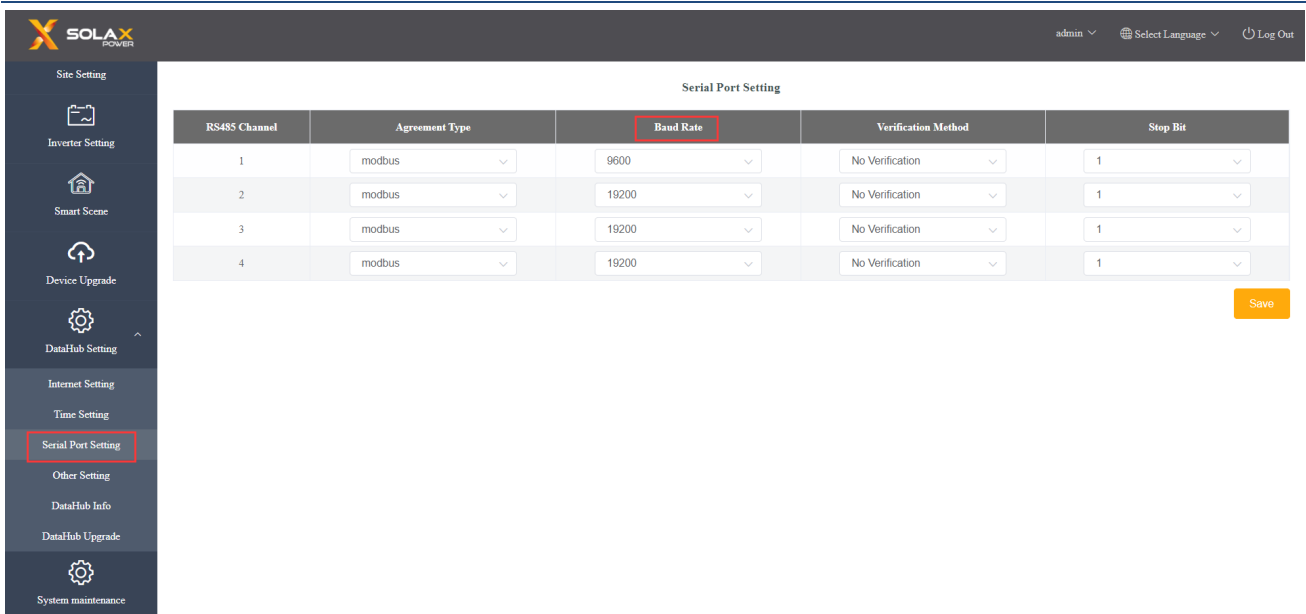 SOLAX
POWER
admin Select Language Log Out
Site Setting
Inverter Setting
Smart Scene
Device Upgrade
DataHub Setting
Internet Setting
Time Setting
Serial Port Setting
Other Setting
DataHub Info
DataHub Upgrade
System maintenance
Serial Port Setting
RS485 Channel Agreement Type Baud Rate Verification Method Stop Bit
1 modbus 9600 No Verification 1
2 modbus 19200 No Verification 1
3 modbus 19200 No Verification 1
4 modbus 19200 No Verification 1
Save